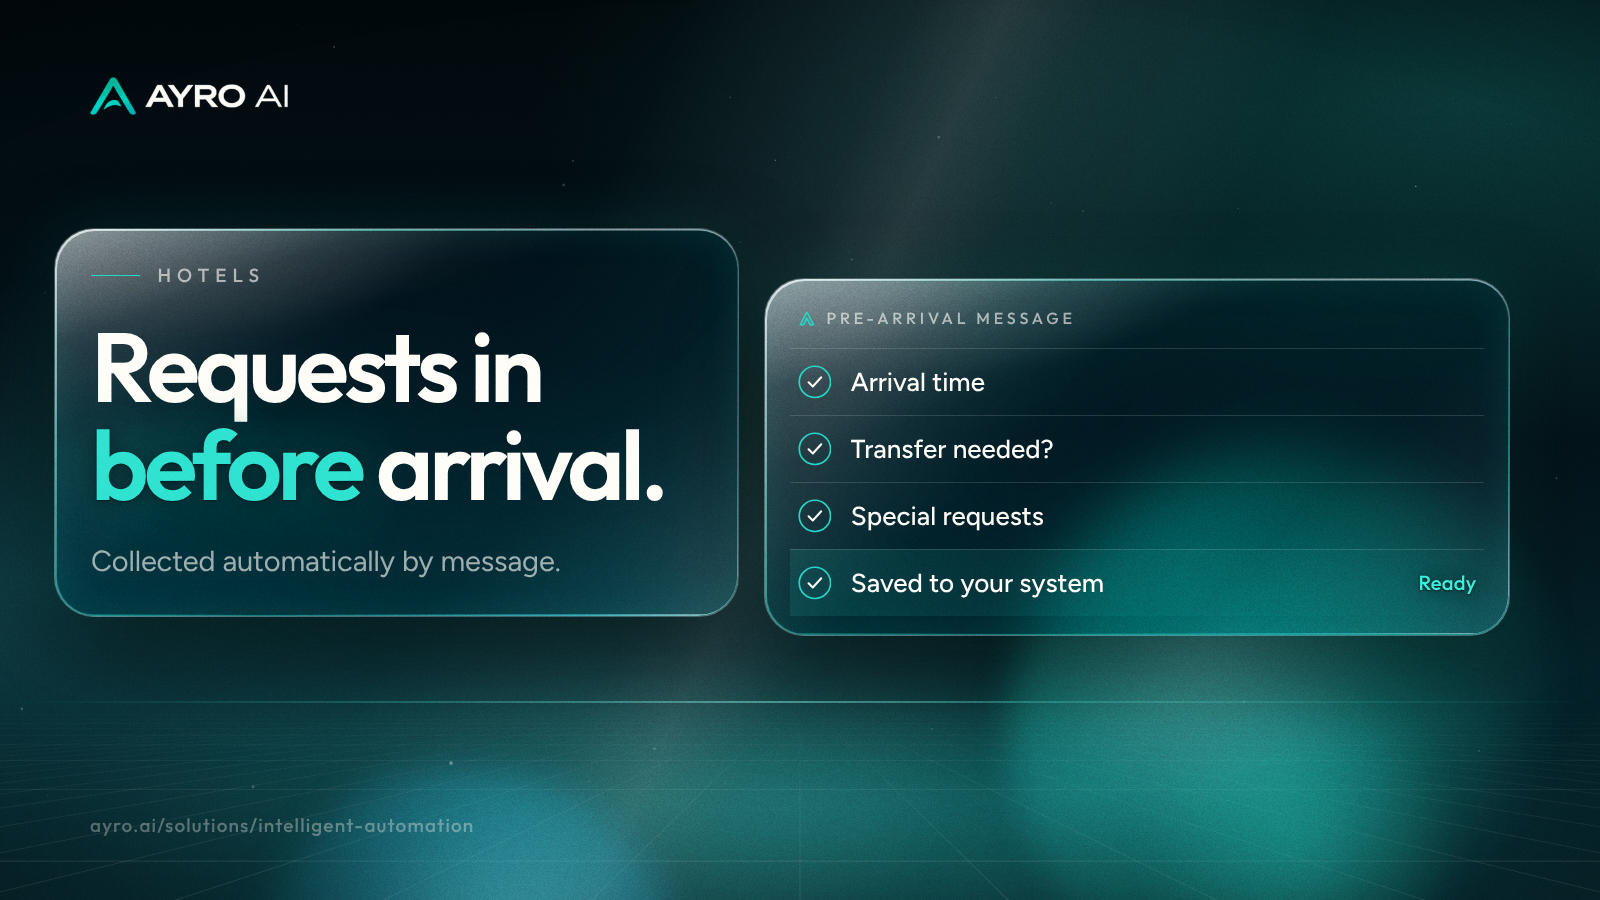 AYRO AI
HOTELS
Requests in
before arrival.
Collected automatically by message.
PRE-ARRIVAL MESSAGE
Arrival time
Transfer needed?
Special requests
Saved to your system Ready
ayro.ai/solutions/intelligent-automation